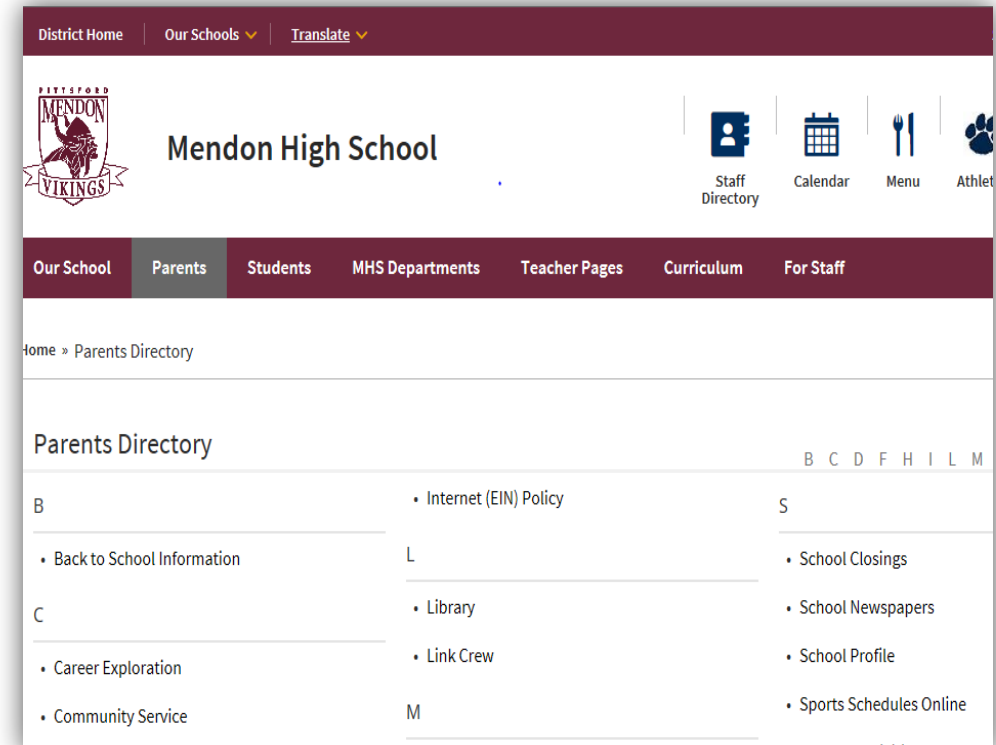 District Home Our Schools Translate
PITTSFORD
MENDON
VIKINGS
Mendon High School
Staff
Directory
Calendar
Menu
Athlet
Our School Parents Students MHS Departments Teacher Pages Curriculum For Staff
Home » Parents Directory
Parents Directory
B C D F H I L M
B
• Back to School Information
C
• Career Exploration
• Community Service
• Internet (EIN) Policy
L
• Library
• Link Crew
M
S
• School Closings
• School Newspapers
• School Profile
• Sports Schedules Online